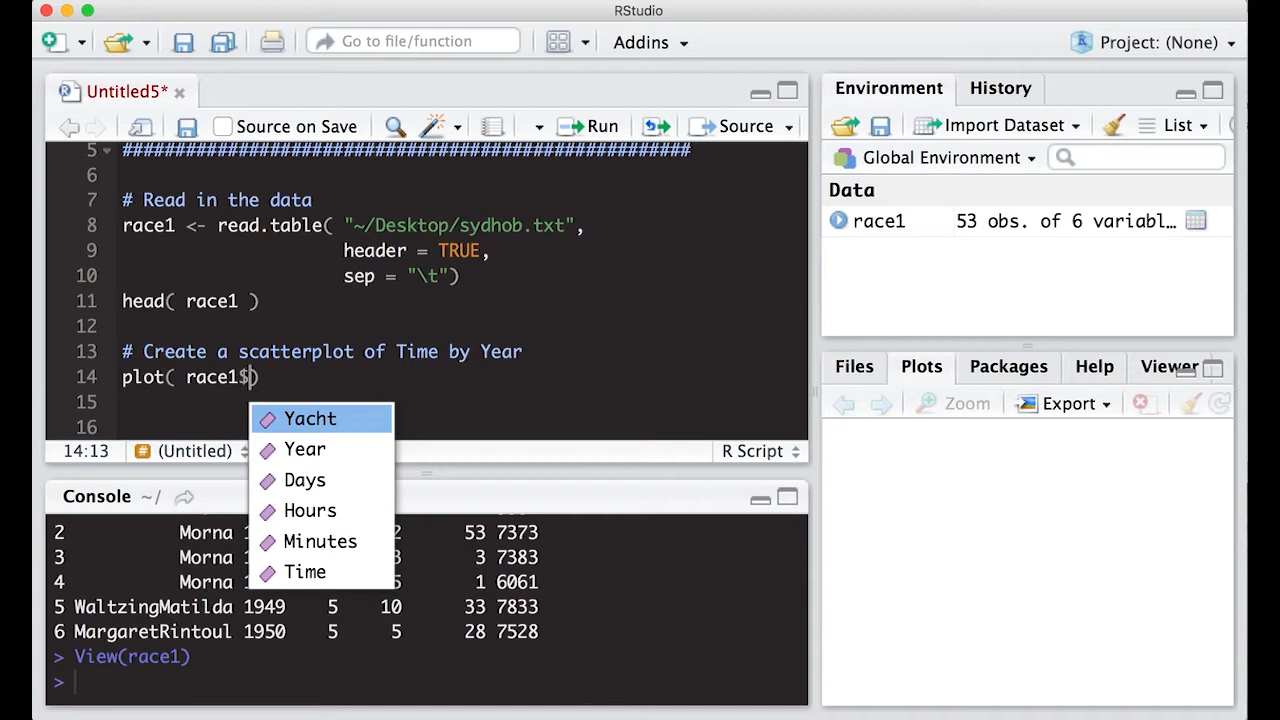 RStudio
Go to file/function
Addins
Project: (None)
Untitled5*
Source on Save
Run
Source
5 ######################################################
6
7 # Read in the data
8 race1 <- read.table( "~/Desktop/sydhob.txt",
9 header = TRUE,
10 sep = "\t")
11 head( race1 )
12
13 # Create a scatterplot of Time by Year
14 plot( race1$)
15
16
Yacht
Year
Days
Hours
Minutes
Time
14:13 (Untitled) R Script
Console ~/
2 Morna 1 2 53 7373
3 Morna 1 3 7383
4 Morna 1 5 1 6061
5 WaltzingMatilda 1949 5 10 33 7833
6 MargaretRintoul 1950 5 5 28 7528
> View(race1)
>
Environment History
Import Dataset List
Global Environment
Data
race1 53 obs. of 6 variabl…
Files Plots Packages Help Viewer
Zoom Export